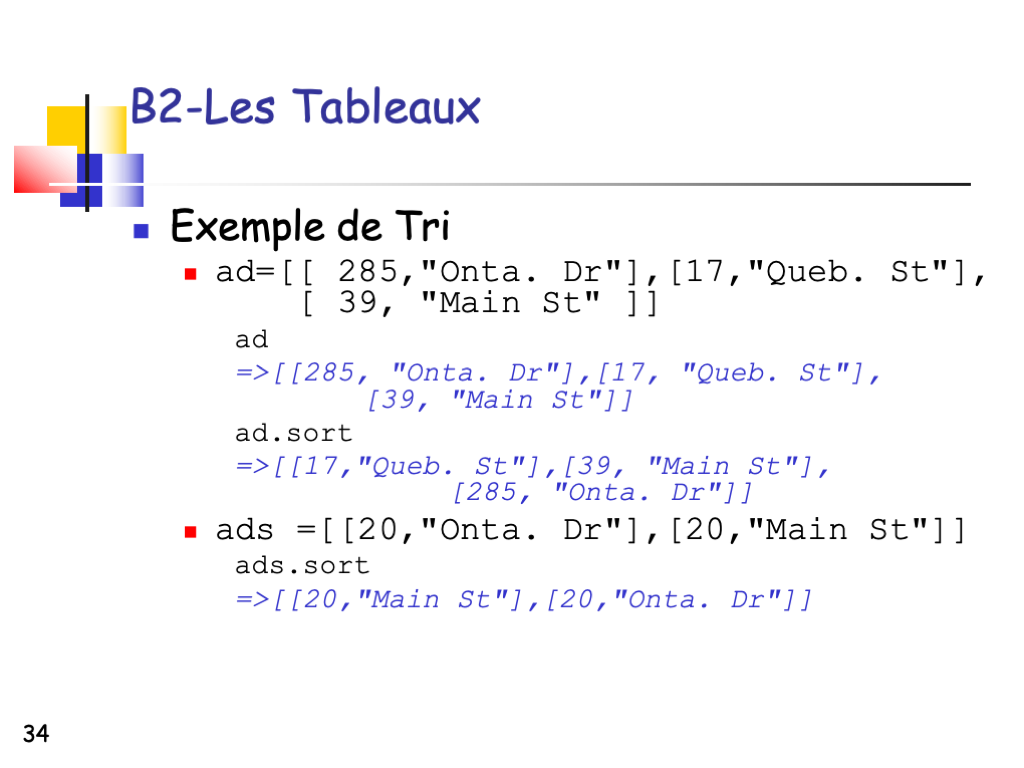 B2-Les Tableaux
Exemple de Tri
ad=[[ 285,"Onta. Dr"],[17,"Queb. St"],
[ 39, "Main St" ]]
ad
=>[[285, "Onta. Dr"],[17, "Queb. St"],
[39, "Main St"]]
ad.sort
=>[[17,"Queb. St"],[39, "Main St"],
[285, "Onta. Dr"]]
ads =[[20,"Onta. Dr"],[20,"Main St"]]
ads.sort
=>[[20,"Main St"],[20,"Onta. Dr"]]
34